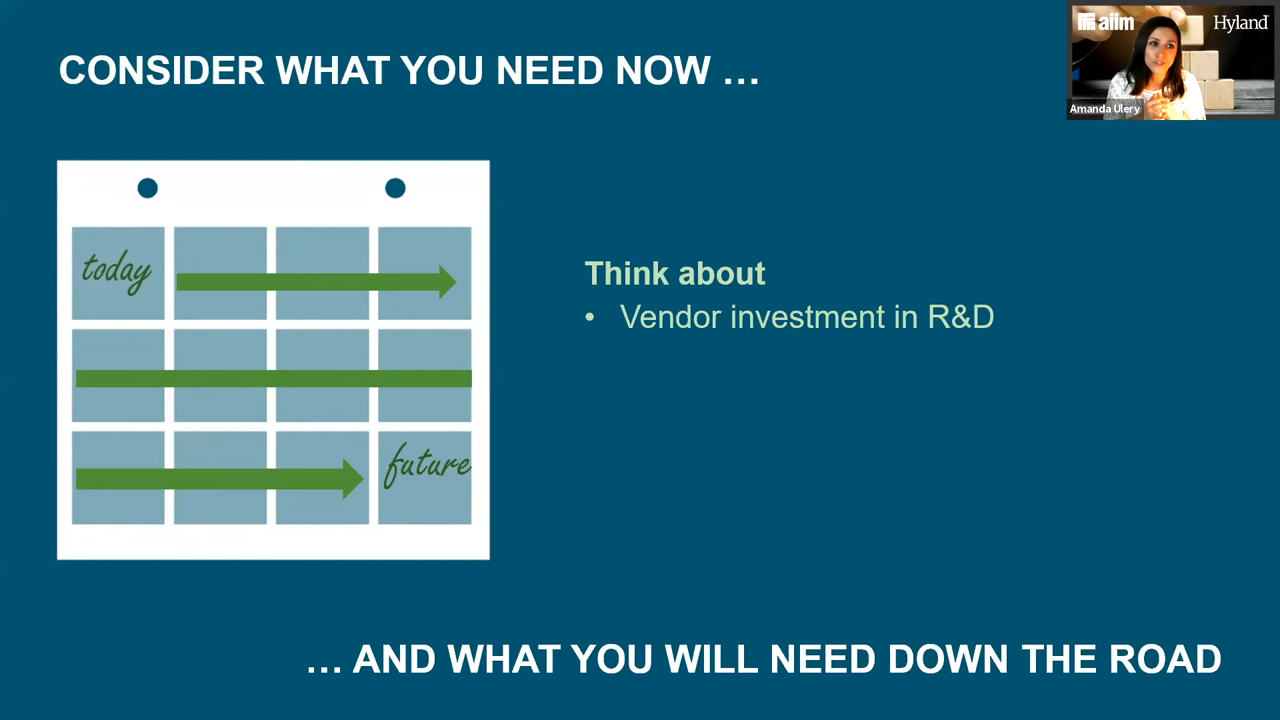 CONSIDER WHAT YOU NEED NOW …
aiim
Hyland
Amanda Ulery
today
Think about
• Vendor investment in R&D
future
… AND WHAT YOU WILL NEED DOWN THE ROAD